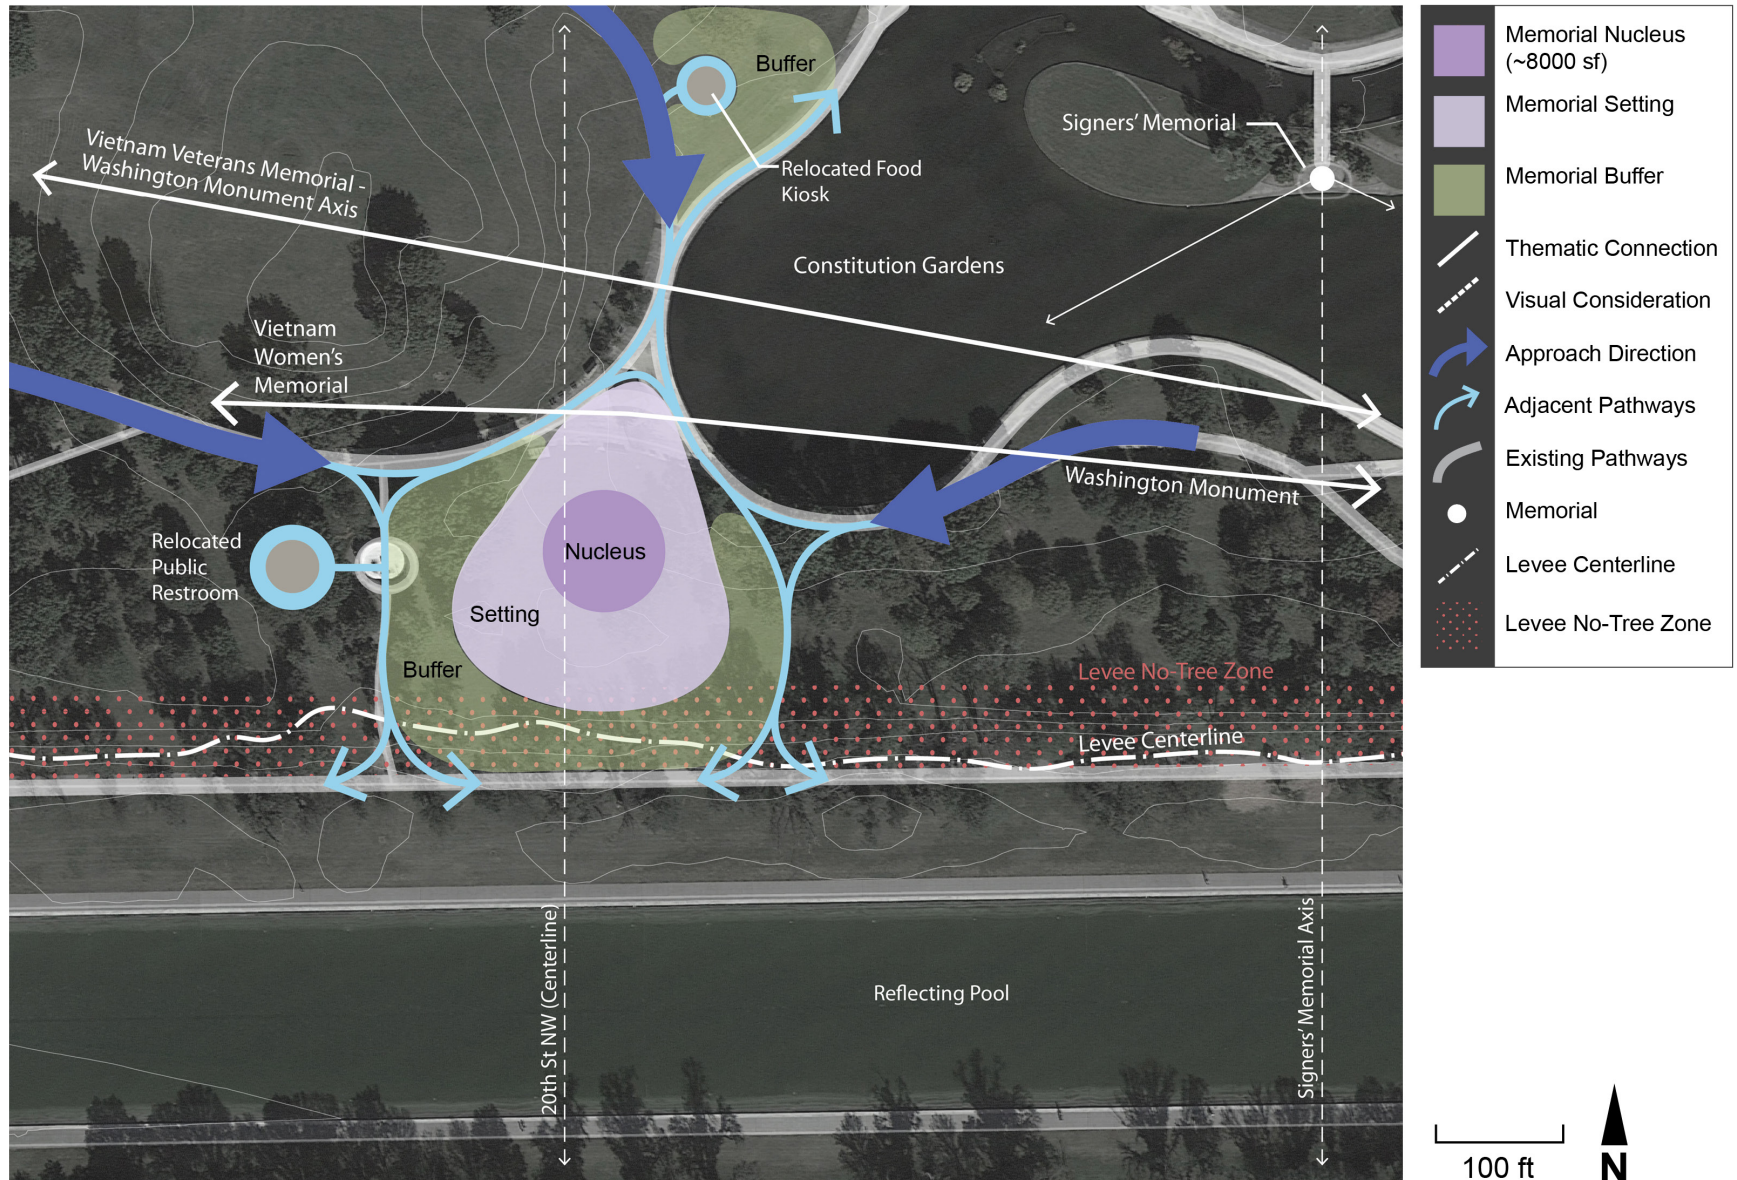 Buffer
Vietnam Veterans Memorial -
Washington Monument Axis
Signers’ Memorial
Relocated Food
Kiosk
Constitution Gardens
Vietnam
Women’s
Memorial
Washington Monument
Relocated
Public
Restroom
Nucleus
Setting
Buffer
Levee No-Tree Zone
Levee Centerline
20th St NW (Centerline)
Signers’ Memorial Axis
Reflecting Pool
Memorial Nucleus
(~8000 sf)
Memorial Setting
Memorial Buffer
Thematic Connection
Visual Consideration
Approach Direction
Adjacent Pathways
Existing Pathways
Memorial
Levee Centerline
Levee No-Tree Zone
100 ft
N